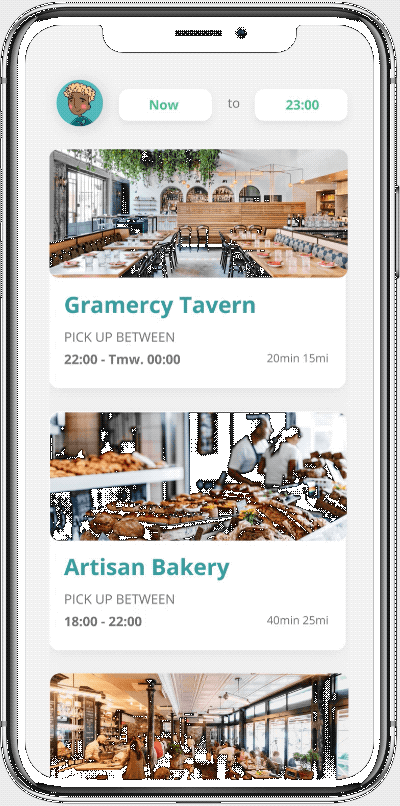 Now to 23:00
Gramercy Tavern
PICK UP BETWEEN
22:00 - Tmw. 00:00 20min 15mi
Artisan Bakery
PICK UP BETWEEN
18:00 - 22:00 40min 25mi